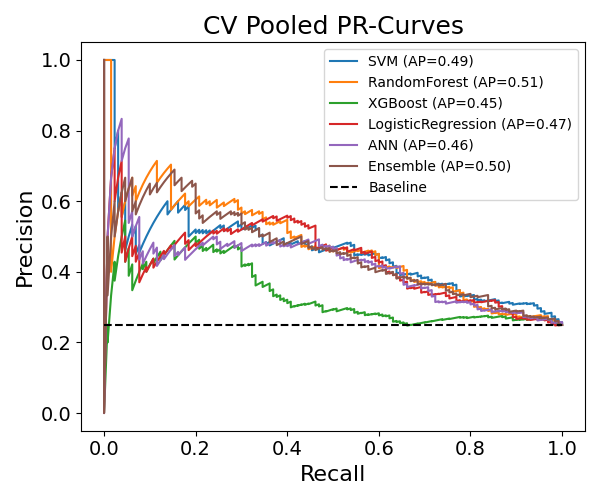 CV Pooled PR-Curves
SVM (AP=0.49)
RandomForest (AP=0.51)
XGBoost (AP=0.45)
LogisticRegression (AP=0.47)
ANN (AP=0.46)
Ensemble (AP=0.50)
Baseline
Precision
1.0
0.8
0.6
0.4
0.2
0.0
0.0 0.2 0.4 0.6 0.8 1.0
Recall